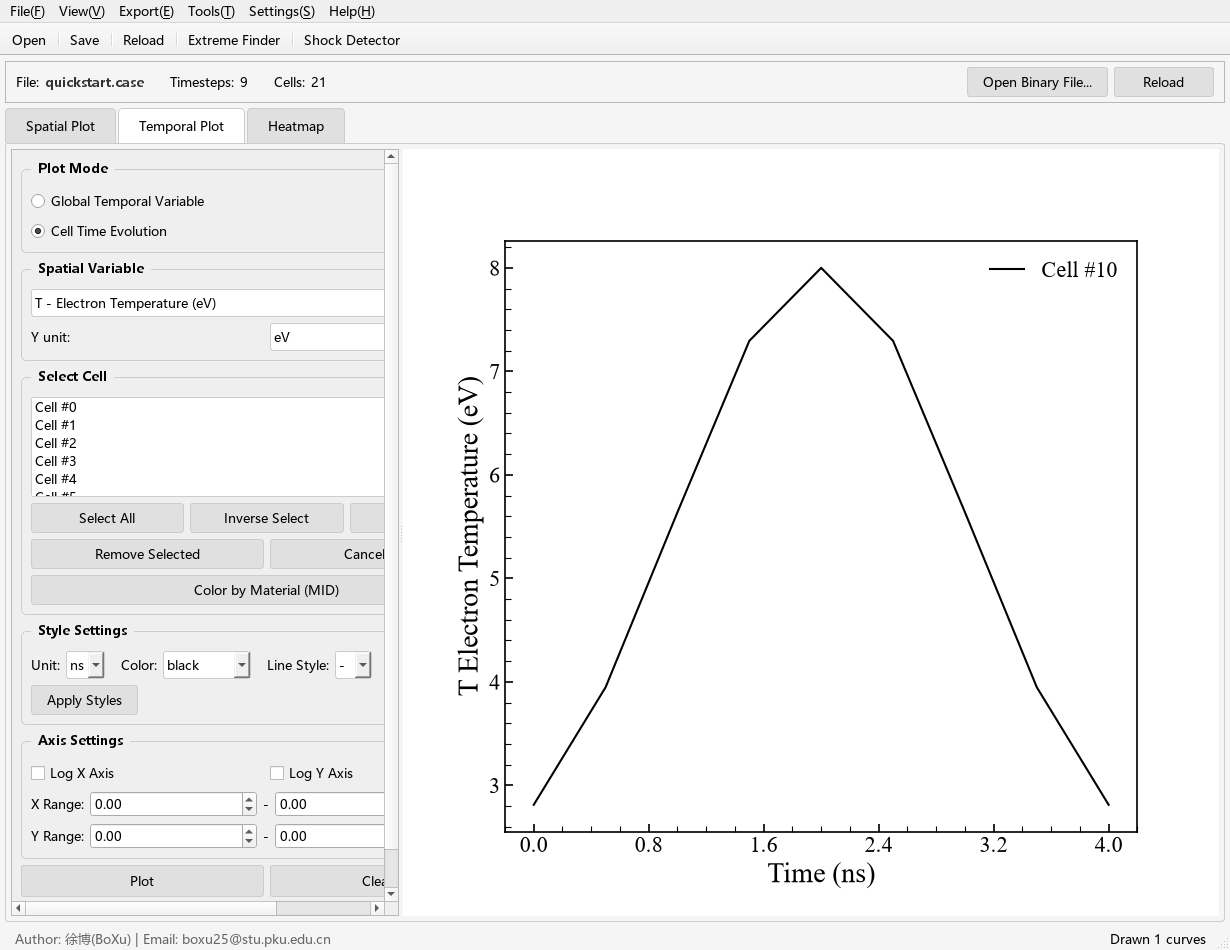 File(F) View(V) Export(E) Tools(T) Settings(S) Help(H)
Open Save Reload Extreme Finder Shock Detector
File: quickstart.case Timesteps: 9 Cells: 21 Open Binary File... Reload
Spatial Plot Temporal Plot Heatmap
Plot Mode
Global Temporal Variable
Cell Time Evolution
Spatial Variable
T - Electron Temperature (eV)
Y unit: eV
Select Cell
Cell #0
Cell #1
Cell #2
Cell #3
Cell #4
Cell #5
Select All Inverse Select
Remove Selected Cancel
Color by Material (MID)
Style Settings
Unit: ns Color: black Line Style: -
Apply Styles
Axis Settings
Log X Axis Log Y Axis
X Range: 0.00 - 0.00
Y Range: 0.00 - 0.00
Plot Clea
Cell #10
8
7
6
5
4
3
T Electron Temperature (eV)
0.0 0.8 1.6 2.4 3.2 4.0
Time (ns)
Author: 徐博(BoXu) | Email: boxu25@stu.pku.edu.cn Drawn 1 curves